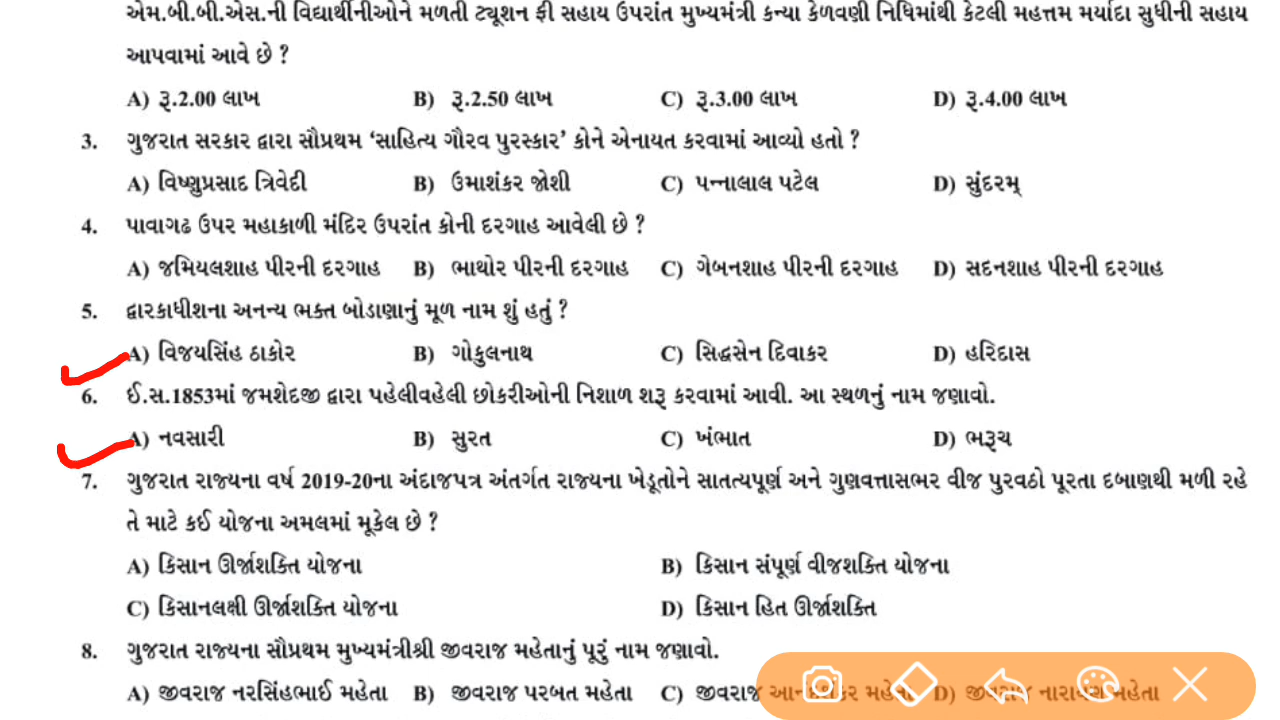 એમ.બી.બી.એસ.ની વિદ્યાર્થીનીઓને મળતી ટ્યૂશન ફી સહાય ઉપરાંત મુખ્યમંત્રી કન્યા કેળવણી નિધિમાંથી કેટલી મહત્તમ મર્યાદા સુધીની સહાય
આપવામાં આવે છે ?
A) રૂ.2.00 લાખ B) રૂ.2.50 લાખ C) રૂ.3.00 લાખ D) રૂ.4.00 લાખ
3. ગુજરાત સરકાર દ્વારા સૌપ્રથમ ‘સાહિત્ય ગૌરવ પુરસ્કાર’ કોને એનાયત કરવામાં આવ્યો હતો ?
A) વિષ્ણુપ્રસાદ ત્રિવેદી B) ઉમાશંકર જોશી C) પન્નાલાલ પટેલ D) સુંદરમ્
4. પાવાગઢ ઉપર મહાકાળી મંદિર ઉપરાંત કોની દરગાહ આવેલી છે ?
A) જમિયલશાહ પીરની દરગાહ B) ભાથોર પીરની દરગાહ C) ગેબનશાહ પીરની દરગાહ D) સદનશાહ પીરની દરગાહ
5. દ્વારકાધીશના અનન્ય ભક્ત બોડાણાનું મૂળ નામ શું હતું ?
A) વિજયસિંહ ઠાકોર B) ગોકુલનાથ C) સિદ્ધસેન દિવાકર D) હરિદાસ
6. ઈ.સ.1853માં જમશેદજી દ્વારા પહેલીવહેલી છોકરીઓની નિશાળ શરૂ કરવામાં આવી. આ સ્થળનું નામ જણાવો.
A) નવસારી B) સુરત C) ખંભાત D) ભરૂચ
7. ગુજરાત રાજ્યના વર્ષ 2019-20ના અંદાજપત્ર અંતર્ગત રાજ્યના ખેડૂતોને સાતત્યપૂર્ણ અને ગુણવત્તાસભર વીજ પુરવઠો પૂરતા દબાણથી મળી રહે
તે માટે કઈ યોજના અમલમાં મૂકેલ છે ?
A) કિસાન ઊર્જાશક્તિ યોજના B) કિસાન સંપૂર્ણ વીજશક્તિ યોજના
C) કિસાનલક્ષી ઊર્જાશક્તિ યોજના D) કિસાન હિત ઊર્જાશક્તિ
8. ગુજરાત રાજ્યના સૌપ્રથમ મુખ્યમંત્રીશ્રી જીવરાજ મહેતાનું પૂરું નામ જણાવો.
A) જીવરાજ નરસિંહભાઈ મહેતા B) જીવરાજ પરબત મહેતા C) જીવરાજ મહેતા D) જીવરાજ નારાયણ મહેતા